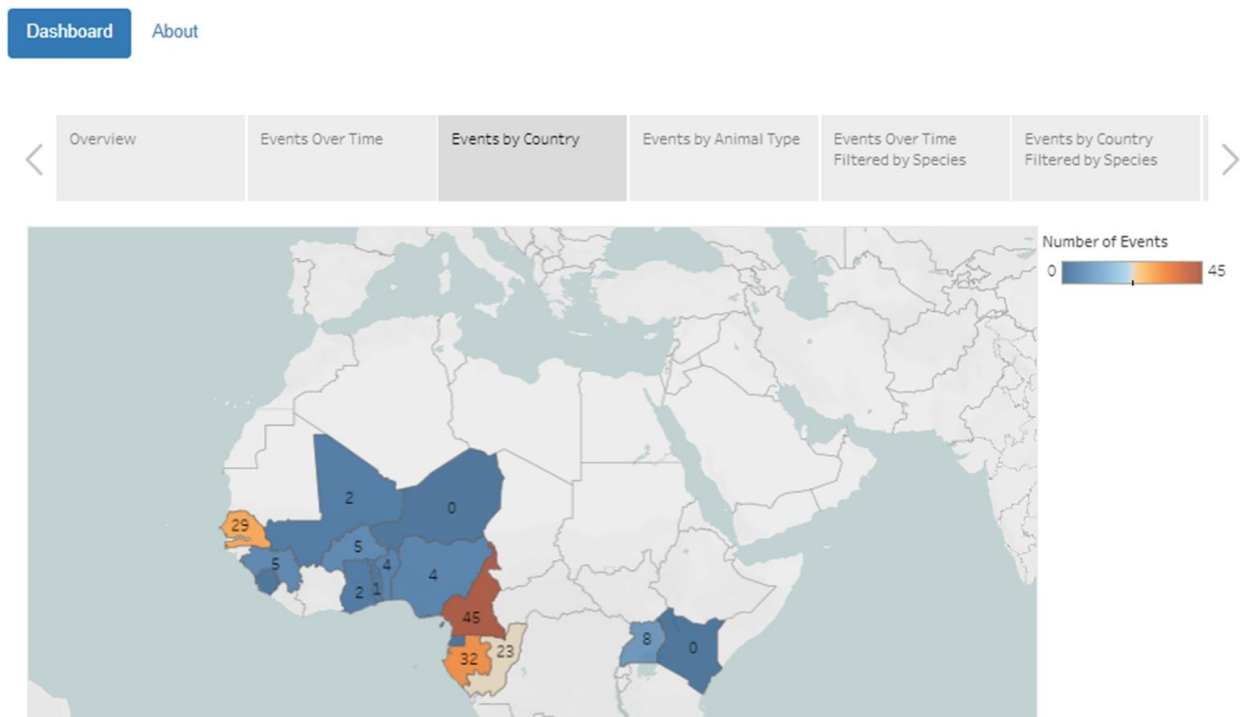 Dashboard About
Overview
Events Over Time
Events by Country
Events by Animal Type
Events Over Time
Filtered by Species
Events by Country
Filtered by Species
Number of Events
0 45
2
0
29
5
5
4
4
2
1
45
8
0
32
23